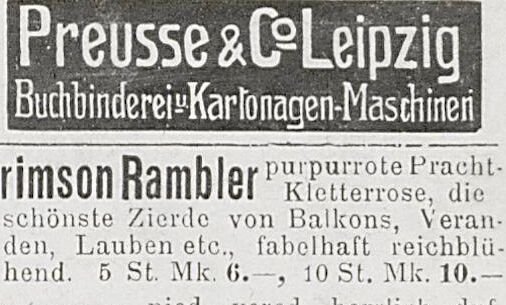 Preusse & Co Leipzig
Buchbinderei u. Kartonagen-Maschinen
rimson Rambler purpurrote Pracht-
Kletterrose, die
schönste Zierde von Balkons, Veran-
den, Lauben etc., fabelhaft reichblü-
hend. 5 St. Mk. 6.—, 10 St. Mk. 10.—